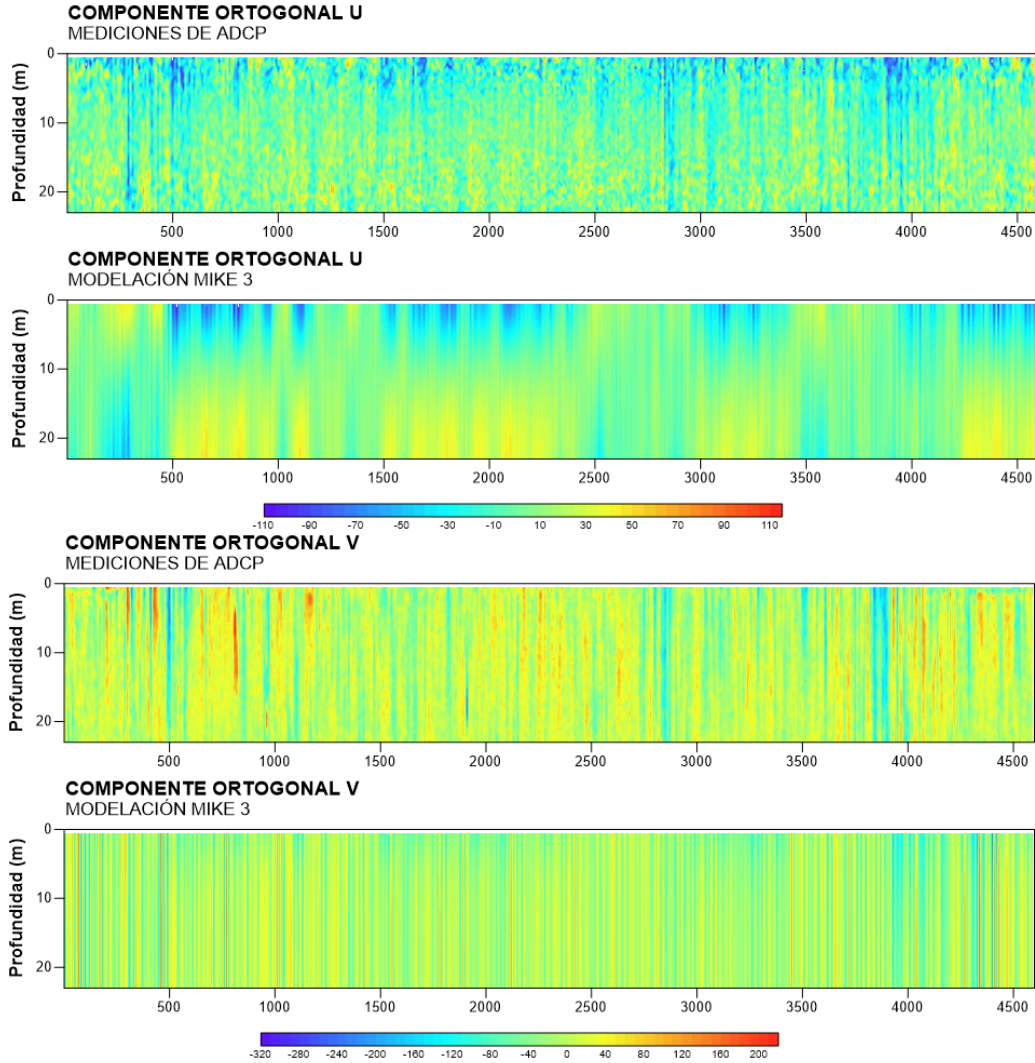 COMPONENTE ORTOGONAL U
MEDICIONES DE ADCP
Profundidad (m)
0
10
20
500 1000 1500 2000 2500 3000 3500 4000 4500
COMPONENTE ORTOGONAL U
MODELACIÓN MIKE 3
Profundidad (m)
0
10
20
500 1000 1500 2000 2500 3000 3500 4000 4500
-110 -90 -70 -50 -30 -10 10 30 50 70 90 110
COMPONENTE ORTOGONAL V
MEDICIONES DE ADCP
Profundidad (m)
0
10
20
500 1000 1500 2000 2500 3000 3500 4000 4500
COMPONENTE ORTOGONAL V
MODELACIÓN MIKE 3
Profundidad (m)
0
10
20
500 1000 1500 2000 2500 3000 3500 4000 4500
-320 -280 -240 -200 -160 -120 -80 -40 0 40 80 120 160 200